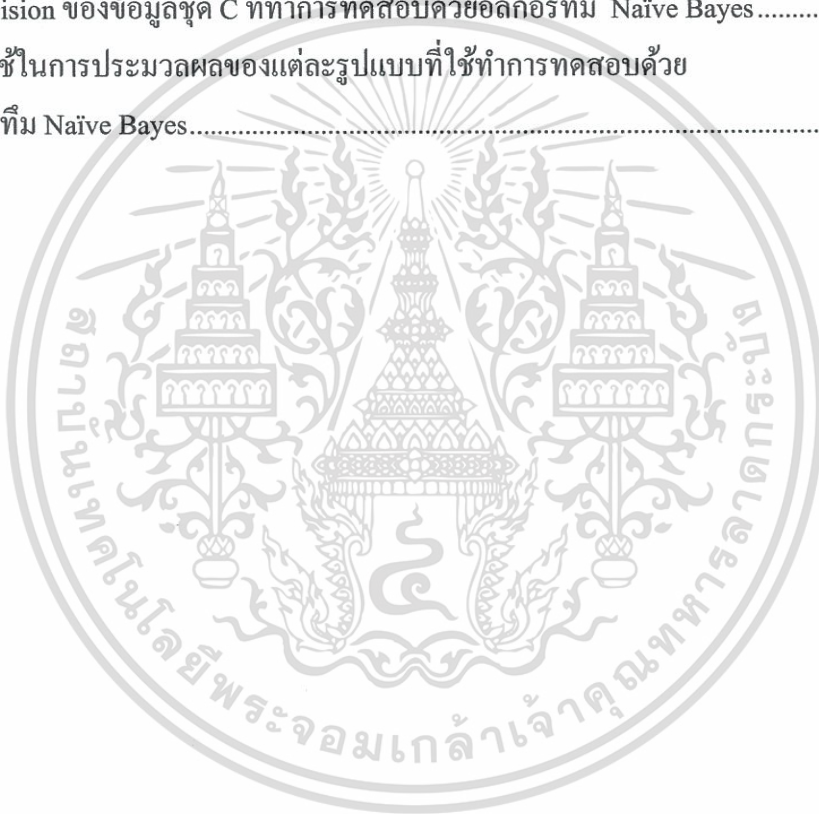 ision ของข้อมูลชุด C ที่ทำการทดสอบด้วยอัลกอริทึม Naïve Bayes.........
ช้ในการประมวลผลของแต่ละรูปแบบที่ใช้ทำการทดสอบด้วย
ทึม Naïve Bayes.........................................................................................
สถาบันเทคโนโลยีพระจอมเกล้าเจ้าคุณทหารลาดกระบัง
๔